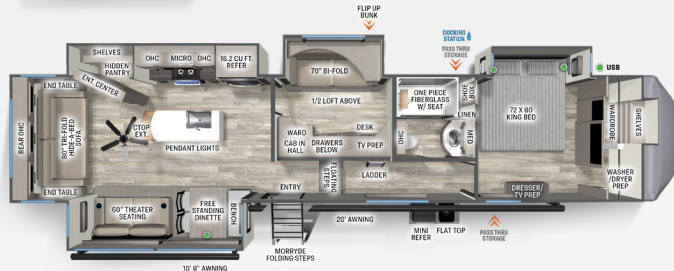 FLIP UP
BUNK
DOCKING
STATION
PASS THRU
STORAGE
USB
SHELVES
HIDDEN
PANTRY
ENT. CENTER
OHC
MICRO
OHC
16.2 CU FT.
REFER
70" BI-FOLD
1/2 LOFT ABOVE
ONE PIECE
FIBERGLASS
W/ SEAT
SHOE
BOX
LINEN
OHC
MED
72 X 80
KING BED
WARDROBE
SHELVES
WASHER
/DRYER
PREP
END TABLE
REAR OHC
80" TRI-FOLD
HIDE-A-BED
SOFA
END TABLE
CTOP
EXT.
PENDANT LIGHTS
WARD
CAB IN
HALL
DRAWERS
BELOW
DESK
TV PREP
ENTRY
FLOATING
STEPS
LADDER
DRESSER/
TV PREP
60" THEATER
SEATING
FREE
STANDING
DINETTE
BENCH
20' AWNING
MINI
REFER
FLAT TOP
PASS THRU
STORAGE
MORRYDE
FOLDING STEPS
10' 8" AWNING